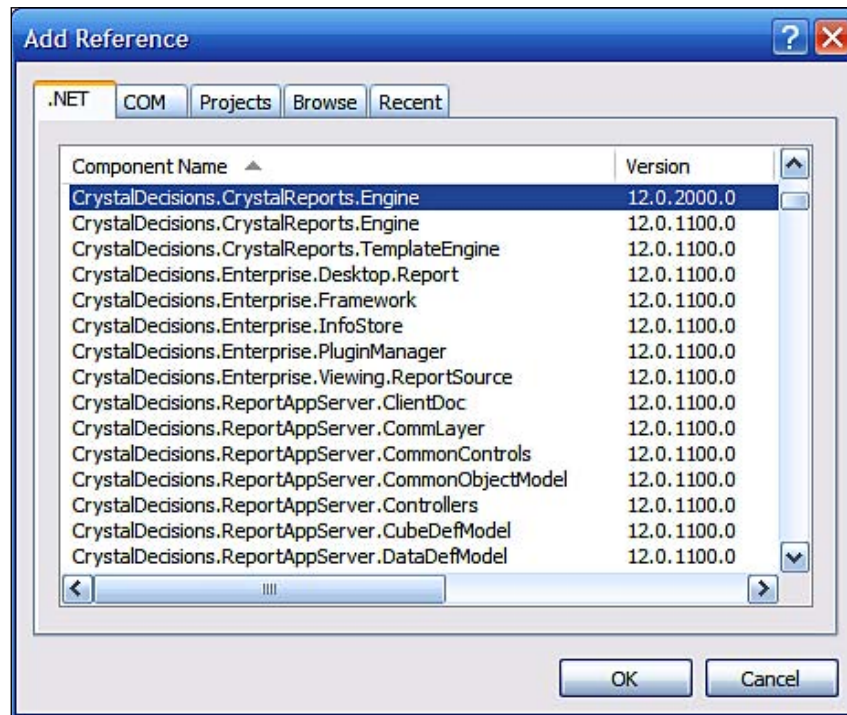 Add Reference
.NET COM Projects Browse Recent
Component Name Version
CrystalDecisions.CrystalReports.Engine 12.0.2000.0
CrystalDecisions.CrystalReports.Engine 12.0.1100.0
CrystalDecisions.CrystalReports.TemplateEngine 12.0.1100.0
CrystalDecisions.Enterprise.Desktop.Report 12.0.1100.0
CrystalDecisions.Enterprise.Framework 12.0.1100.0
CrystalDecisions.Enterprise.InfoStore 12.0.1100.0
CrystalDecisions.Enterprise.PluginManager 12.0.1100.0
CrystalDecisions.Enterprise.Viewing.ReportSource 12.0.1100.0
CrystalDecisions.ReportAppServer.ClientDoc 12.0.1100.0
CrystalDecisions.ReportAppServer.CommLayer 12.0.1100.0
CrystalDecisions.ReportAppServer.CommonControls 12.0.1100.0
CrystalDecisions.ReportAppServer.CommonObjectModel 12.0.1100.0
CrystalDecisions.ReportAppServer.Controllers 12.0.1100.0
CrystalDecisions.ReportAppServer.CubeDefModel 12.0.1100.0
CrystalDecisions.ReportAppServer.DataDefModel 12.0.1100.0
OK Cancel